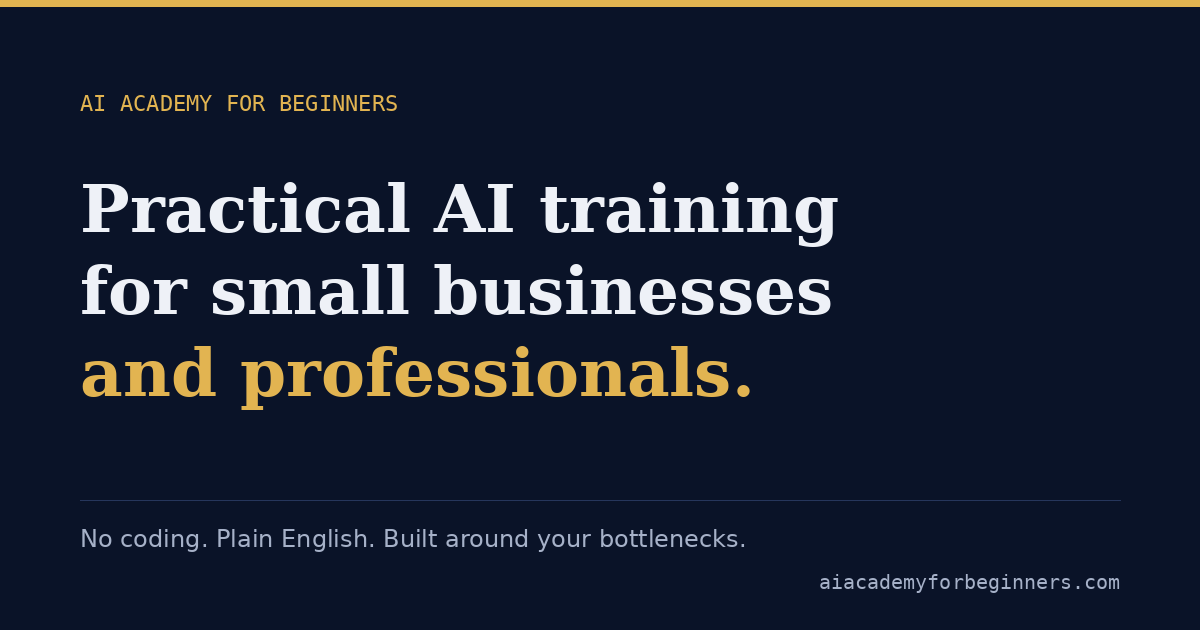 AI ACADEMY FOR BEGINNERS
Practical AI training
for small businesses
and professionals.
No coding. Plain English. Built around your bottlenecks.
aiacademyforbeginners.com